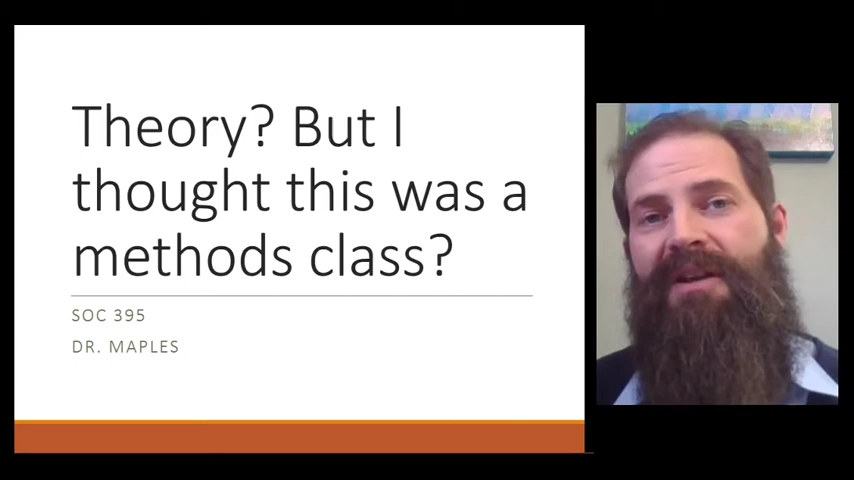 Theory? But I
thought this was a
methods class?
SOC 395
DR. MAPLES